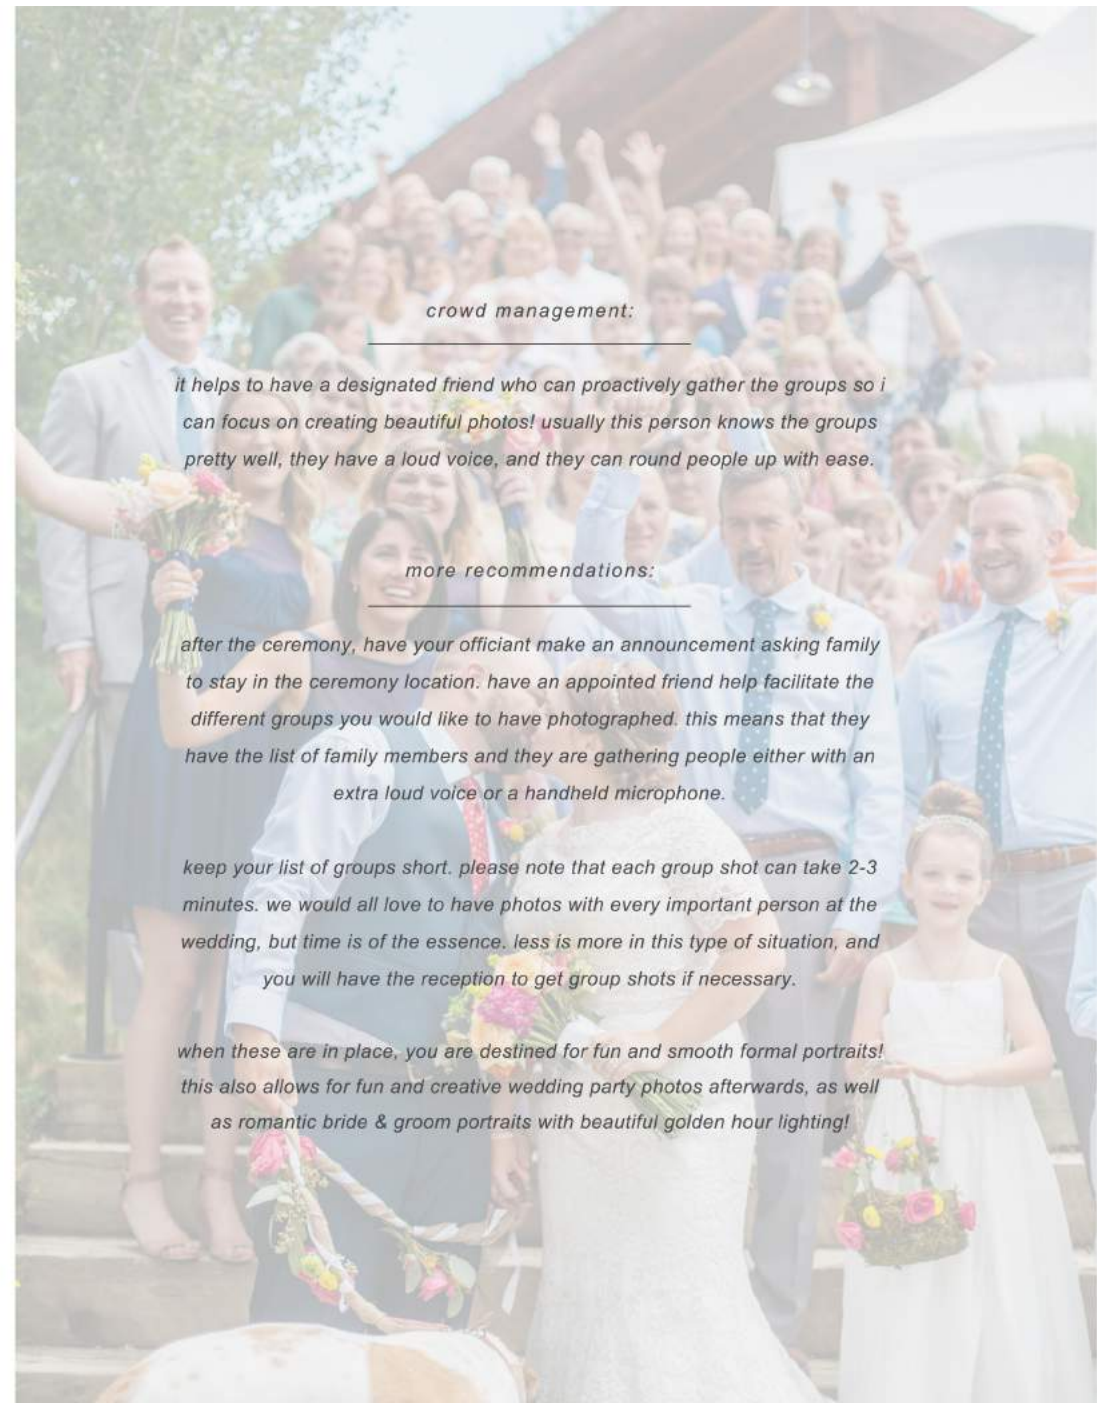 crowd management:
it helps to have a designated friend who can proactively gather the groups so i
can focus on creating beautiful photos! usually this person knows the groups
pretty well, they have a loud voice, and they can round people up with ease.
more recommendations:
after the ceremony, have your officiant make an announcement asking family
to stay in the ceremony location. have an appointed friend help facilitate the
different groups you would like to have photographed. this means that they
have the list of family members and they are gathering people either with an
extra loud voice or a handheld microphone.
keep your list of groups short. please note that each group shot can take 2-3
minutes. we would all love to have photos with every important person at the
wedding, but time is of the essence. less is more in this type of situation, and
you will have the reception to get group shots if necessary.
when these are in place, you are destined for fun and smooth formal portraits!
this also allows for fun and creative wedding party photos afterwards, as well
as romantic bride & groom portraits with beautiful golden hour lighting!